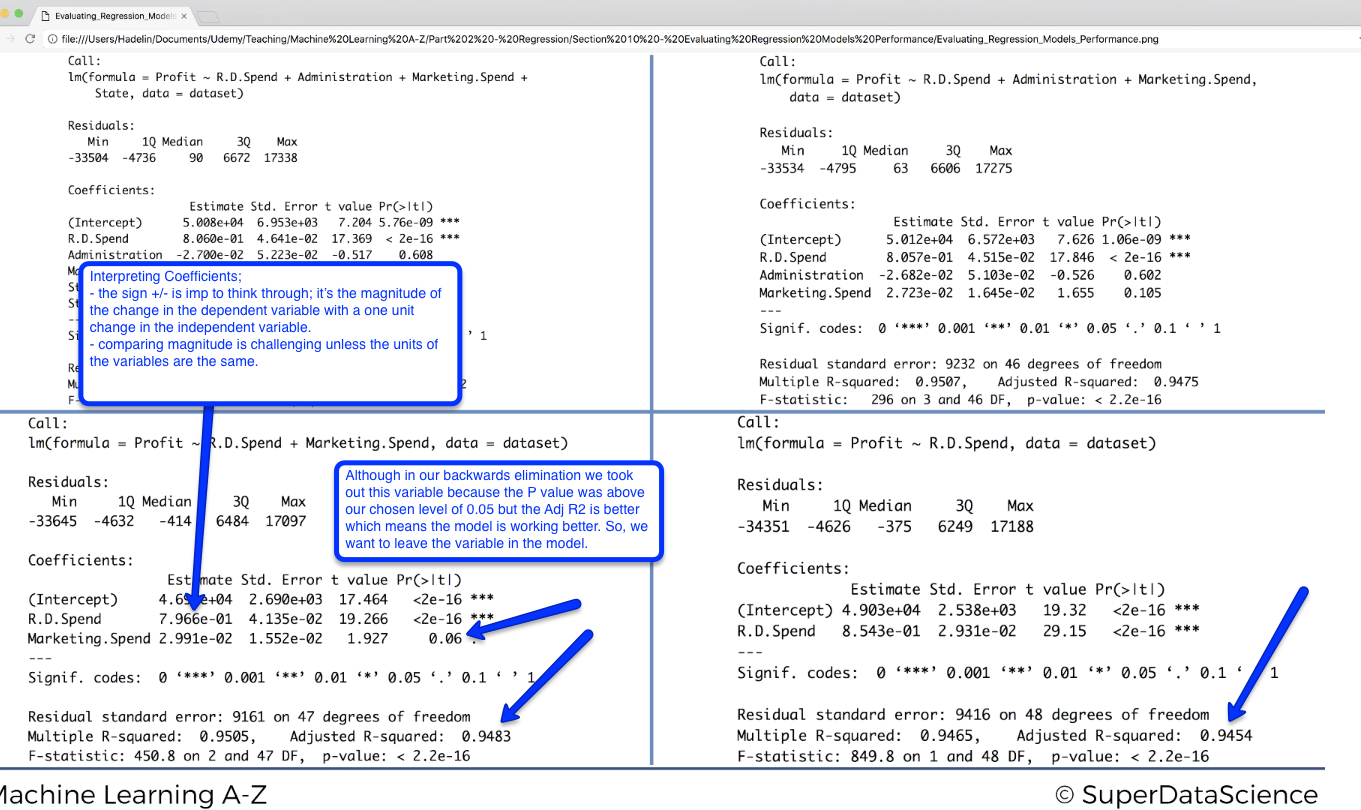 Evaluating_Regression_Models
file:///Users/Hadelin/Documents/Udemy/Teaching/Machine%20Learning%20A-Z/Part%202%20-%20Regression/Section%2010%20-%20Evaluating%20Regression%20Models%20Performance/Evaluating_Regression_Models_Performance.png
Call:
lm(formula = Profit ~ R.D.Spend + Administration + Marketing.Spend +
State, data = dataset)
Residuals:
Min 1Q Median 3Q Max
-33504 -4736 90 6672 17338
Coefficients:
Estimate Std. Error t value Pr(>|t|)
(Intercept) 5.008e+04 6.953e+03 7.204 5.76e-09 ***
R.D.Spend 8.060e-01 4.641e-02 17.369 < 2e-16 ***
Administration -2.700e-02 5.223e-02 -0.517 0.608
Interpreting Coefficients;
- the sign +/- is imp to think through; it's the magnitude of
the change in the dependent variable with a one unit
change in the independent variable.
- comparing magnitude is challenging unless the units of
the variables are the same.
---
' 1
F-
Call:
lm(formula = Profit ~ R.D.Spend + Administration + Marketing.Spend,
data = dataset)
Residuals:
Min 1Q Median 3Q Max
-33534 -4795 63 6606 17275
Coefficients:
Estimate Std. Error t value Pr(>|t|)
(Intercept) 5.012e+04 6.572e+03 7.626 1.06e-09 ***
R.D.Spend 8.057e-01 4.515e-02 17.846 < 2e-16 ***
Administration -2.682e-02 5.103e-02 -0.526 0.602
Marketing.Spend 2.723e-02 1.645e-02 1.655 0.105
---
Signif. codes: 0 '***' 0.001 '**' 0.01 '*' 0.05 '.' 0.1 ' ' 1
Residual standard error: 9232 on 46 degrees of freedom
Multiple R-squared: 0.9507, Adjusted R-squared: 0.9475
F-statistic: 296 on 3 and 46 DF, p-value: < 2.2e-16
Call:
lm(formula = Profit ~ R.D.Spend + Marketing.Spend, data = dataset)
Residuals:
Min 1Q Median 3Q Max
-33645 -4632 -414 6484 17097
Although in our backwards elimination we took
out this variable because the P value was above
our chosen level of 0.05 but the Adj R2 is better
which means the model is working better. So, we
want to leave the variable in the model.
Coefficients:
Estimate Std. Error t value Pr(>|t|)
(Intercept) 2.690e+03 17.464 <2e-16 ***
R.D.Spend 7.966e-01 4.135e-02 19.266 <2e-16 ***
Marketing.Spend 2.991e-02 1.552e-02 1.927 0.06 .
---
Signif. codes: 0 '***' 0.001 '**' 0.01 '*' 0.05 '.' 0.1 ' ' 1
Residual standard error: 9161 on 47 degrees of freedom
Multiple R-squared: 0.9505, Adjusted R-squared: 0.9483
F-statistic: 450.8 on 2 and 47 DF, p-value: < 2.2e-16
Call:
lm(formula = Profit ~ R.D.Spend, data = dataset)
Residuals:
Min 1Q Median 3Q Max
-34351 -4626 -375 6249 17188
Coefficients:
Estimate Std. Error t value Pr(>|t|)
(Intercept) 4.903e+04 2.538e+03 19.32 <2e-16 ***
R.D.Spend 8.543e-01 2.931e-02 29.15 <2e-16 ***
---
Signif. codes: 0 '***' 0.001 '**' 0.01 '*' 0.05 '.' 0.1 ' ' 1
Residual standard error: 9416 on 48 degrees of freedom
Multiple R-squared: 0.9465, Adjusted R-squared: 0.9454
F-statistic: 849.8 on 1 and 48 DF, p-value: < 2.2e-16
Machine Learning A-Z
© SuperDataScience